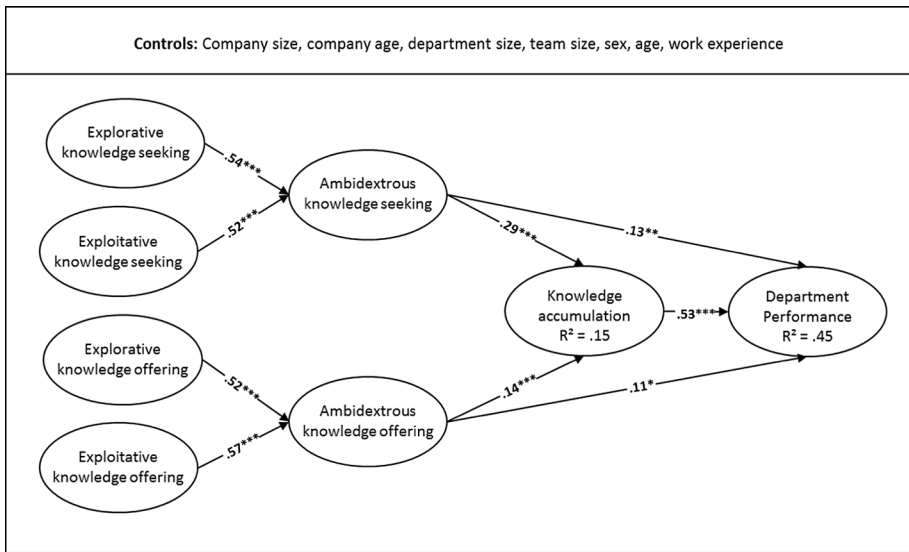 Controls: Company size, company age, department size, team size, sex, age, work experience
Explorative
knowledge seeking
.54***
Ambidextrous
knowledge seeking
.52***
Exploitative
knowledge seeking
.29***
.13**
Knowledge
accumulation
R² = .15
.53***
Department
Performance
R² = .45
Explorative
knowledge offering
.52***
.14***
.11*
Ambidextrous
knowledge offering
.57***
Exploitative
knowledge offering